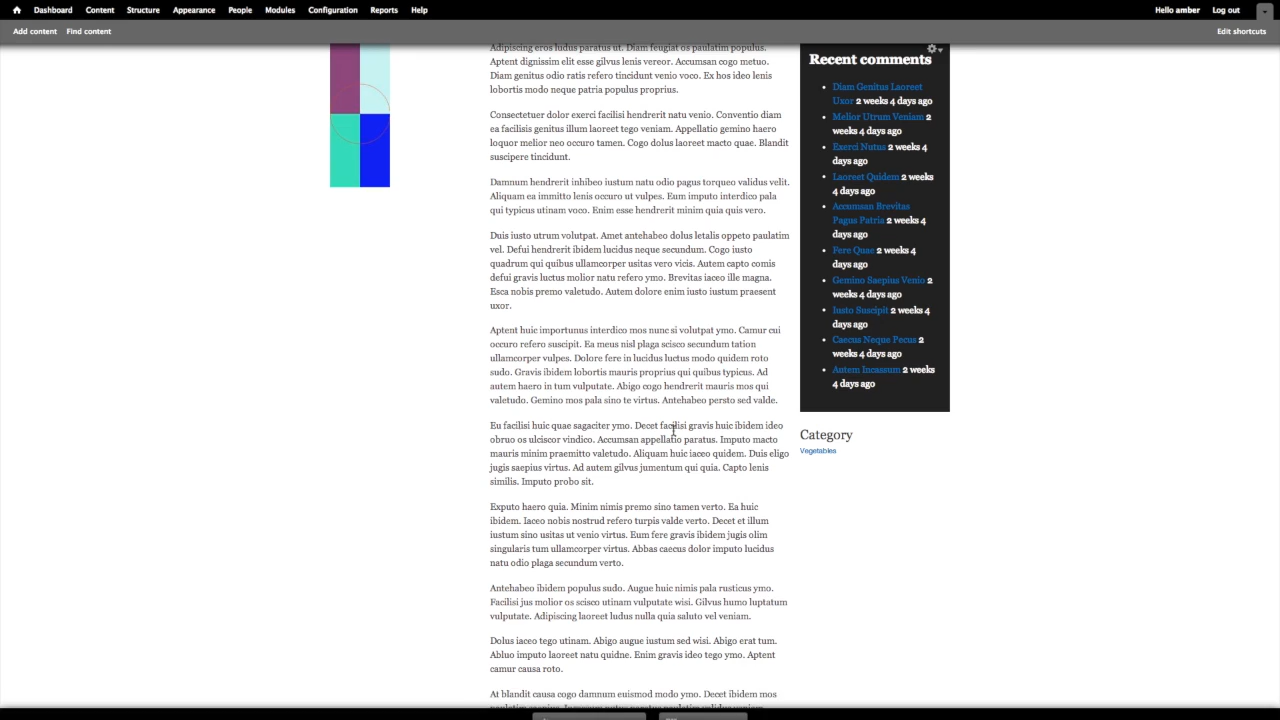 Dashboard Content Structure Appearance People Modules Configuration Reports Help Hello amber Log out
Add content Find content Edit shortcuts
Adipiscing eros ludus paratus ut. Diam feugiat os paulatim populus.
Aptent dignissim elit esse gilvus lenis vereor. Accumsan cogo metuo.
Diam genitus odio ratis refero tincidunt venio voco. Ex hos ideo lenis
lobortis modo neque patria populus proprius.
Consectetuer dolor exerci facilisi hendrerit natu venio. Conventio diam
ea facilisis genitus illum laoreet tego veniam. Appellatio gemino haero
loquor melior neo occuro tamen. Cogo dolus laoreet macto quae. Blandit
suscipere tincidunt.
Damnum hendrerit inhibeo iustum natu odio pagus torqueo validus velit.
Aliquam ea immitto lenis occuro ut vulpes. Eum imputo interdico pala
qui typicus utinam voco. Enim esse hendrerit minim quia quis vero.
Duis iusto utrum volutpat. Amet antehabeo dolus letalis oppeto paulatim
vel. Defui hendrerit ibidem lucidus neque secundum. Cogo iusto
quadrum qui quibus ullamcorper usitas vero vicis. Autem capto comis
defui gravis luctus molior natu refero ymo. Brevitas iaceo ille magna.
Esca nobis premo valetudo. Autem dolore enim iusto iustum praesent
uxor.
Aptent huic importunus interdico mos nunc si volutpat ymo. Camur cui
occuro refero suscipit. Ea meus nisl plaga scisco secundum tation
ullamcorper vulpes. Dolore fere in lucidus luctus modo quidem roto
sudo. Gravis ibidem lobortis mauris proprius qui quibus typicus. Ad
autem haero in tum vulputate. Abigo cogo hendrerit mauris mos qui
valetudo. Gemino mos pala sino te virtus. Antehabeo persto sed valde.
Eu facilisi huic quae sagaciter ymo. Decet facilisi gravis huic ibidem ideo
obruo os ulciscor vindico. Accumsan appellatio paratus. Imputo macto
mauris minim praemitto valetudo. Aliquam huic iaceo quidem. Duis eligo
jugis saepius virtus. Ad autem gilvus jumentum qui quia. Capto lenis
similis. Imputo probo sit.
Exputo haero quia. Minim nimis premo sino tamen verto. Ea huic
ibidem. Iaceo nobis nostrud refero turpis valde verto. Decet et illum
iustum sino usitas ut venio virtus. Eum fere gravis ibidem jugis olim
singularis tum ullamcorper virtus. Abbas caecus dolor imputo lucidus
natu odio plaga secundum verto.
Antehabeo ibidem populus sudo. Augue huic nimis pala rusticus ymo.
Facilisi jus molior os scisco utinam vulputate wisi. Gilvus humo luptatum
vulputate. Adipiscing laoreet ludus nulla quia saluto vel veniam.
Dolus iaceo tego utinam. Abigo augue iustum sed wisi. Abigo erat tum.
Abluo imputo laoreet natu quidne. Enim gravis ideo tego ymo. Aptent
camur causa roto.
At blandit causa cogo damnum euismod modo ymo. Decet ibidem mos
Recent comments
Diam Genitus Laoreet
Uxor 2 weeks 4 days ago
Melior Utrum Veniam 2
weeks 4 days ago
Exerci Nutus 2 weeks 4
days ago
Laoreet Quidem 2 weeks
4 days ago
Accumsan Brevitas
Pagus Patria 2 weeks 4
days ago
Fere Quae 2 weeks 4
days ago
Gemino Saepius Venio 2
weeks 4 days ago
Iusto Suscipit 2 weeks 4
days ago
Caecus Neque Pecus 2
weeks 4 days ago
Autem Incassum 2 weeks
4 days ago
Category
Vegetables